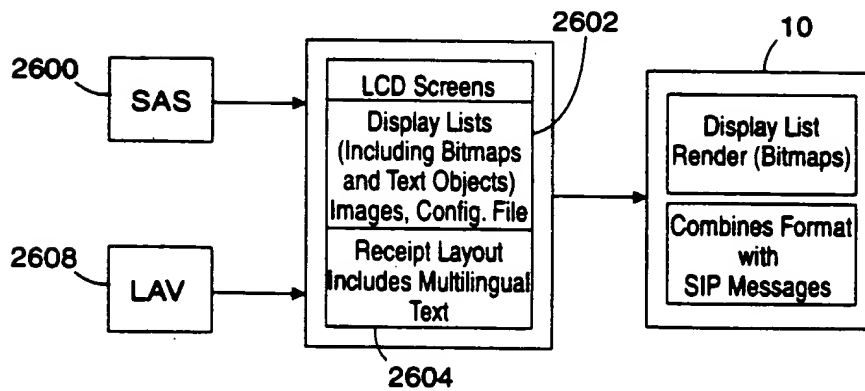 2600
SAS
2608
LAV
2602
LCD Screens
Display Lists
(Including Bitmaps
and Text Objects)
Images, Config. File
Receipt Layout
Includes Multilingual
Text
2604
10
Display List
Render (Bitmaps)
Combines Format
with
SIP Messages